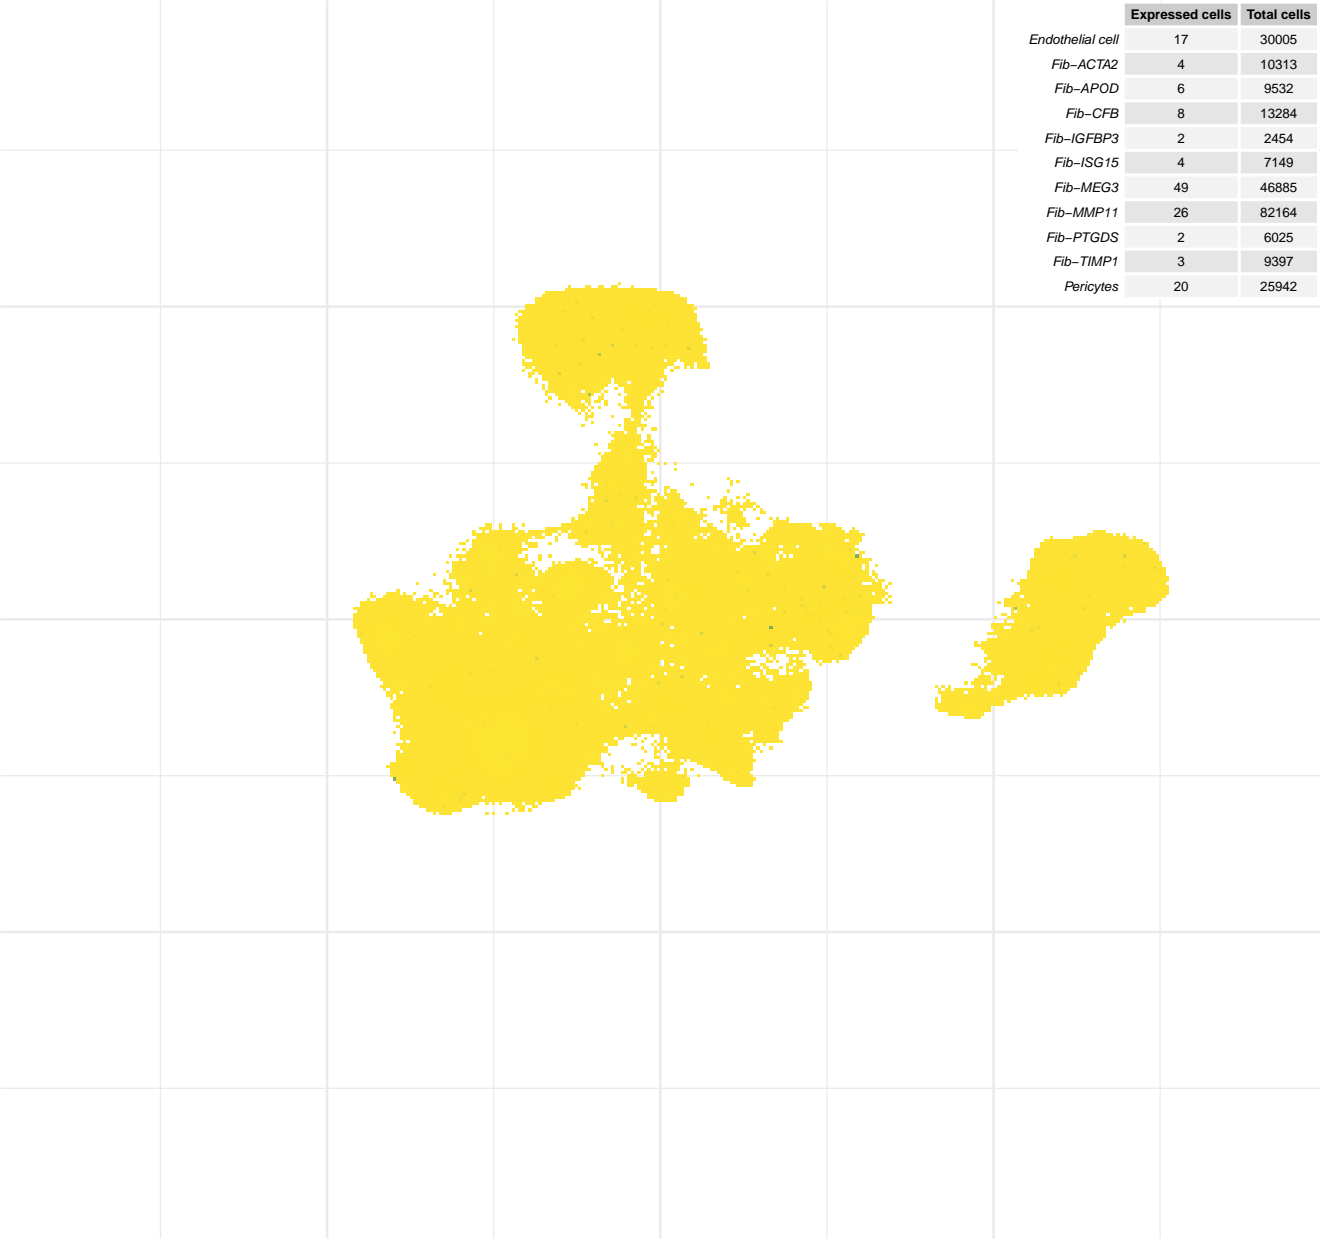 Expressed cells Total cells
Endothelial cell 17 30005
Fib−ACTA2 4 10313
Fib−APOD 6 9532
Fib−CFB 8 13284
Fib−IGFBP3 2 2454
Fib−ISG15 4 7149
Fib−MEG3 49 46885
Fib−MMP11 26 82164
Fib−PTGDS 2 6025
Fib−TIMP1 3 9397
Pericytes 20 25942